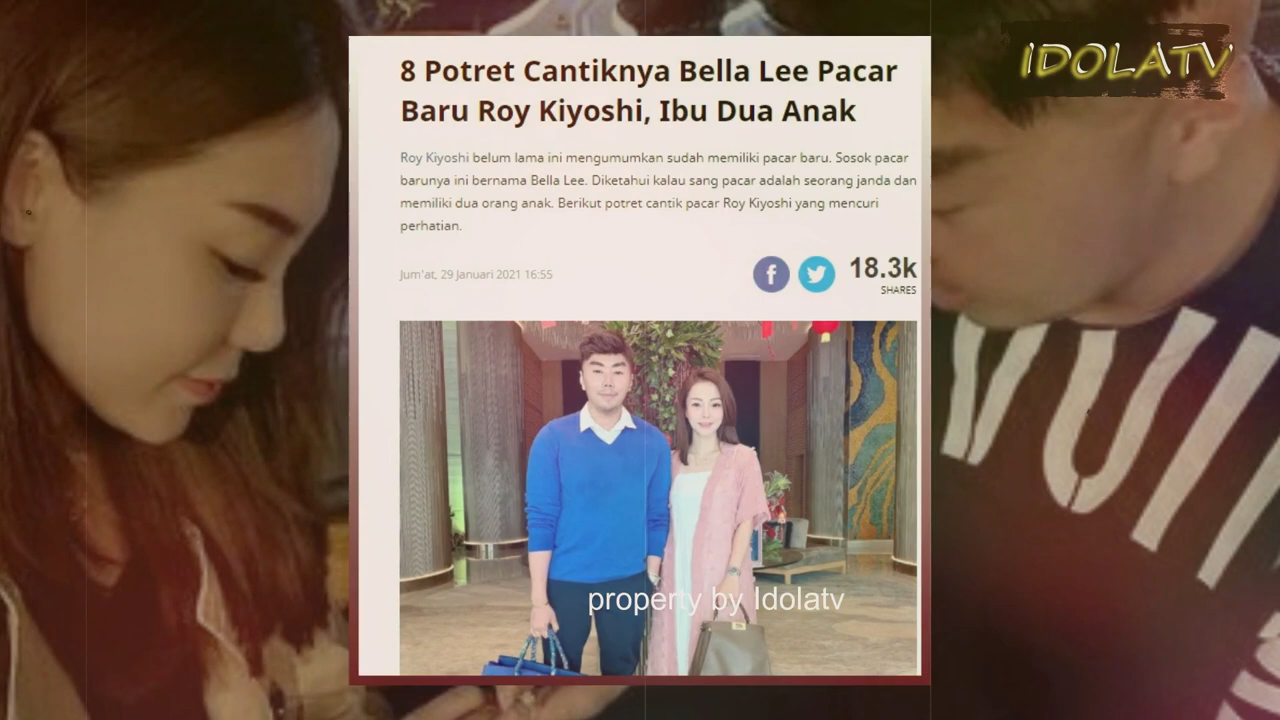 IDOLATV
8 Potret Cantiknya Bella Lee Pacar
Baru Roy Kiyoshi, Ibu Dua Anak
Roy Kiyoshi belum lama ini mengumumkan sudah memiliki pacar baru. Sosok pacar
barunya ini bernama Bella Lee. Diketahui kalau sang pacar adalah seorang janda dan
memiliki dua orang anak. Berikut potret cantik pacar Roy Kiyoshi yang mencuri
perhatian.
Jum'at, 29 Januari 2021 16:55
18.3k
SHARES
property by Idolatv